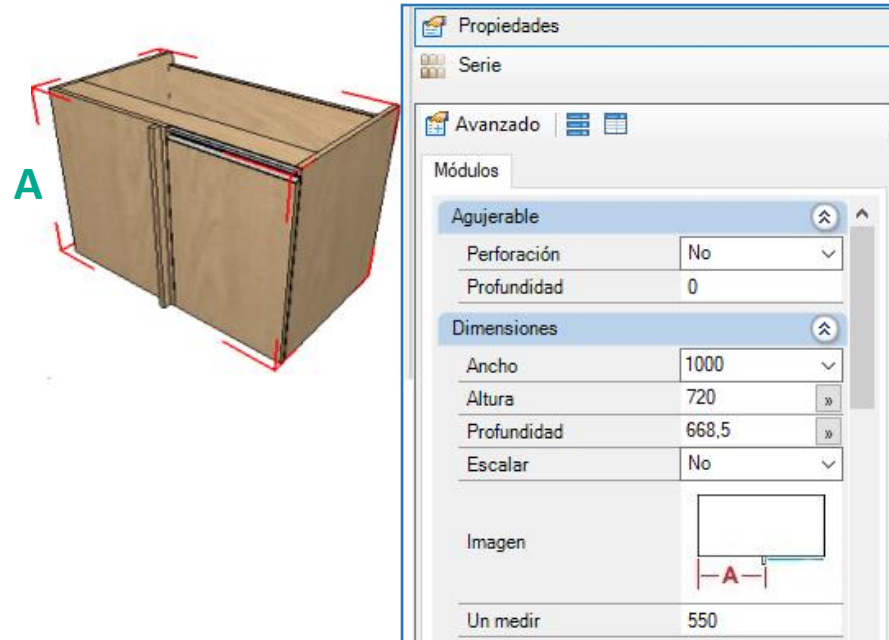 A
Propiedades
Serie
Avanzado
Módulos
Agujerable
Perforación No
Profundidad 0
Dimensiones
Ancho 1000
Altura 720 »
Profundidad 668,5 »
Escalar No
Imagen
A
Un medir 550